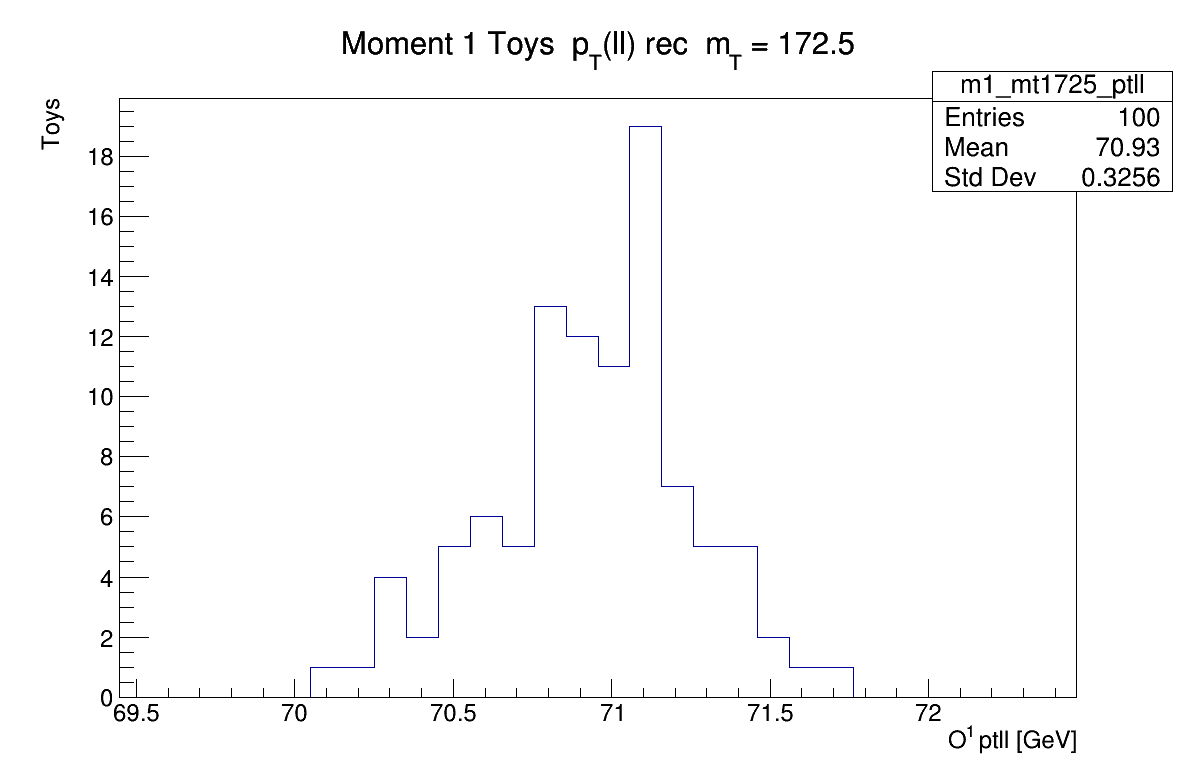 Moment 1 Toys p_T(ll) rec m_T = 172.5
m1_mt1725_ptll
Entries 100
Mean 70.93
Std Dev 0.3256
Toys
18
16
14
12
10
8
6
4
2
0
69.5 70 70.5 71 71.5 72
O^1 ptll [GeV]